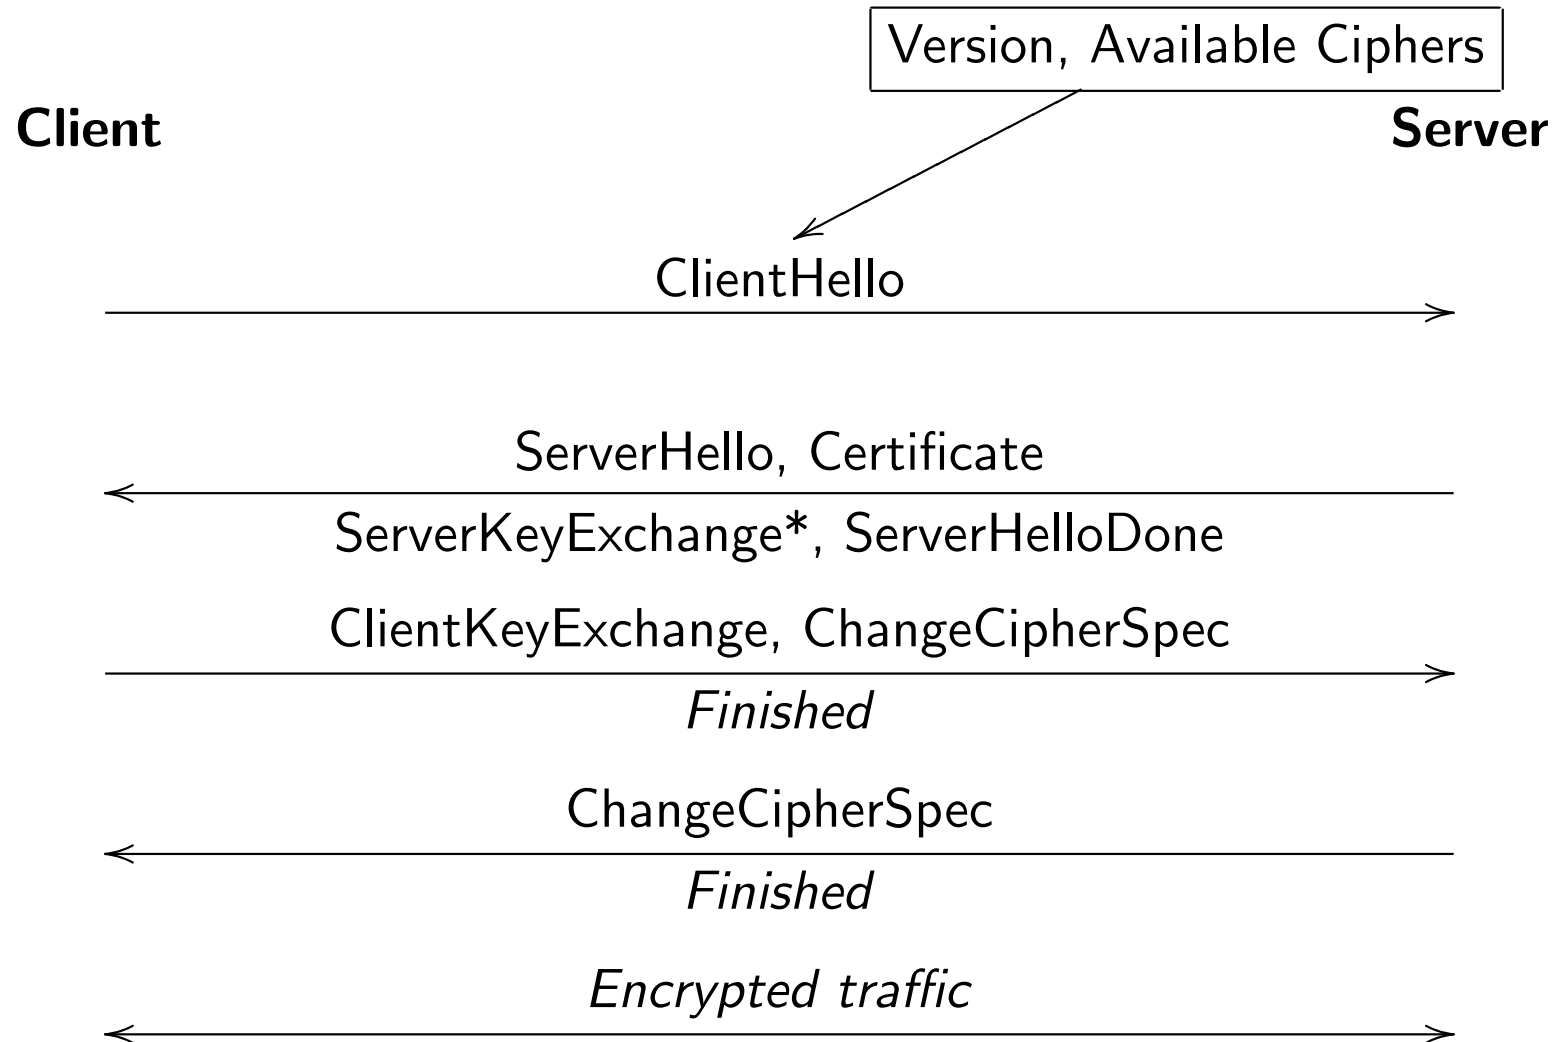 Version, Available Ciphers
Client
Server
ClientHello
ServerHello, Certificate
ServerKeyExchange*, ServerHelloDone
ClientKeyExchange, ChangeCipherSpec
Finished
ChangeCipherSpec
Finished
Encrypted traffic